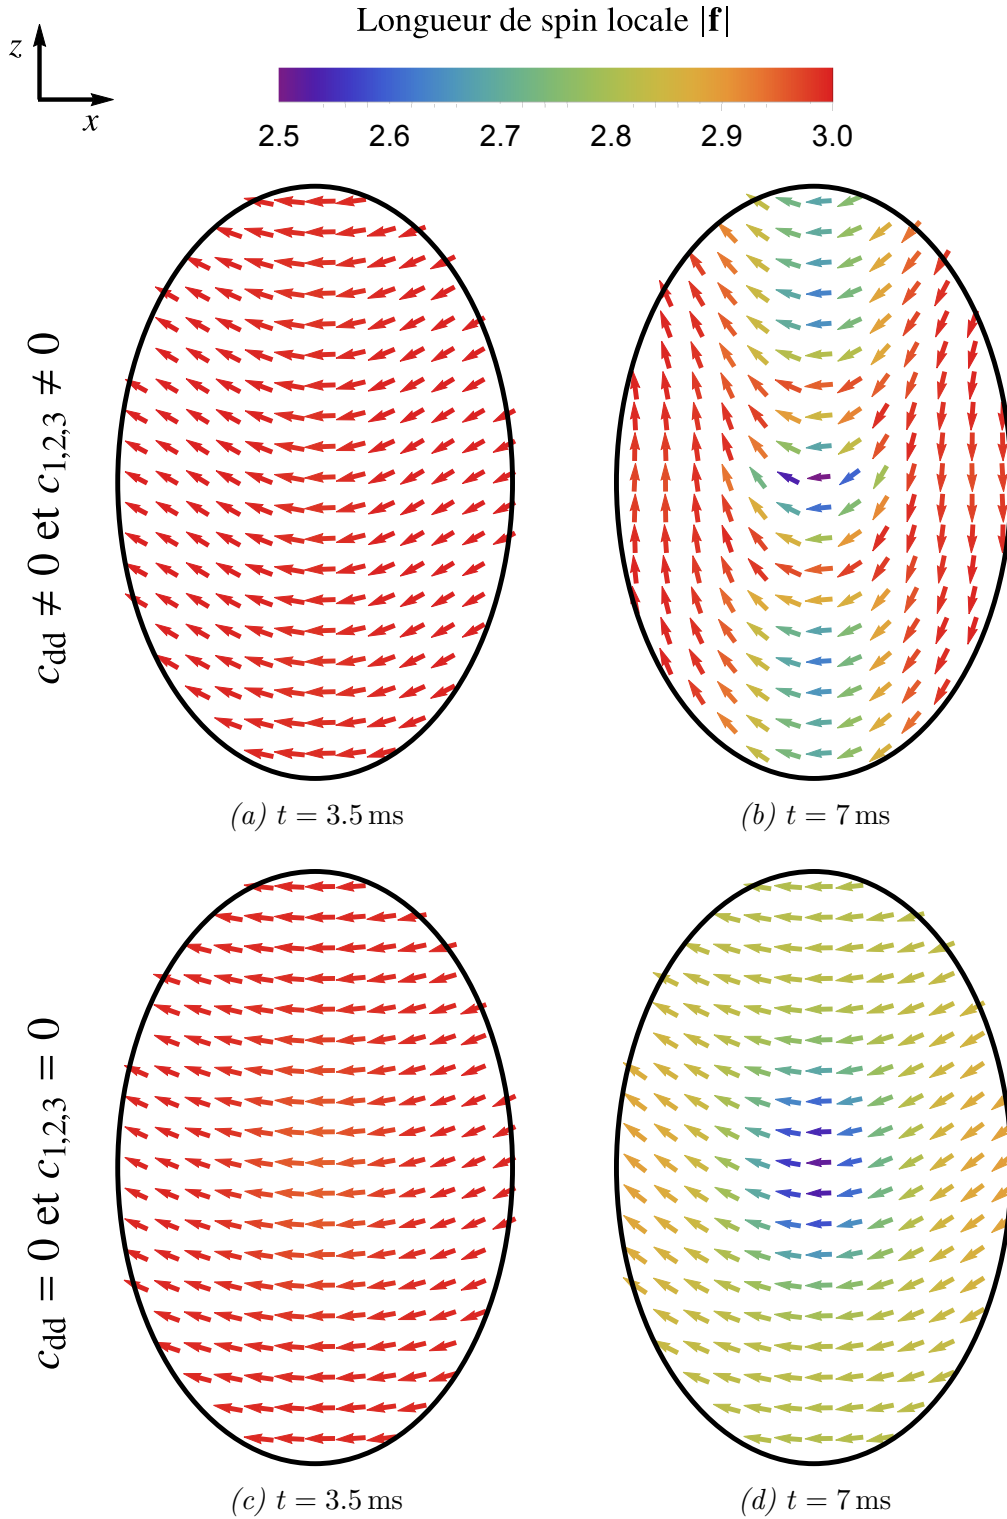 Longueur de spin locale |f|
z
x
2.5 2.6 2.7 2.8 2.9 3.0
c_dd ≠ 0 et c_1,2,3 ≠ 0
(a) t = 3.5 ms
(b) t = 7 ms
c_dd = 0 et c_1,2,3 = 0
(c) t = 3.5 ms
(d) t = 7 ms